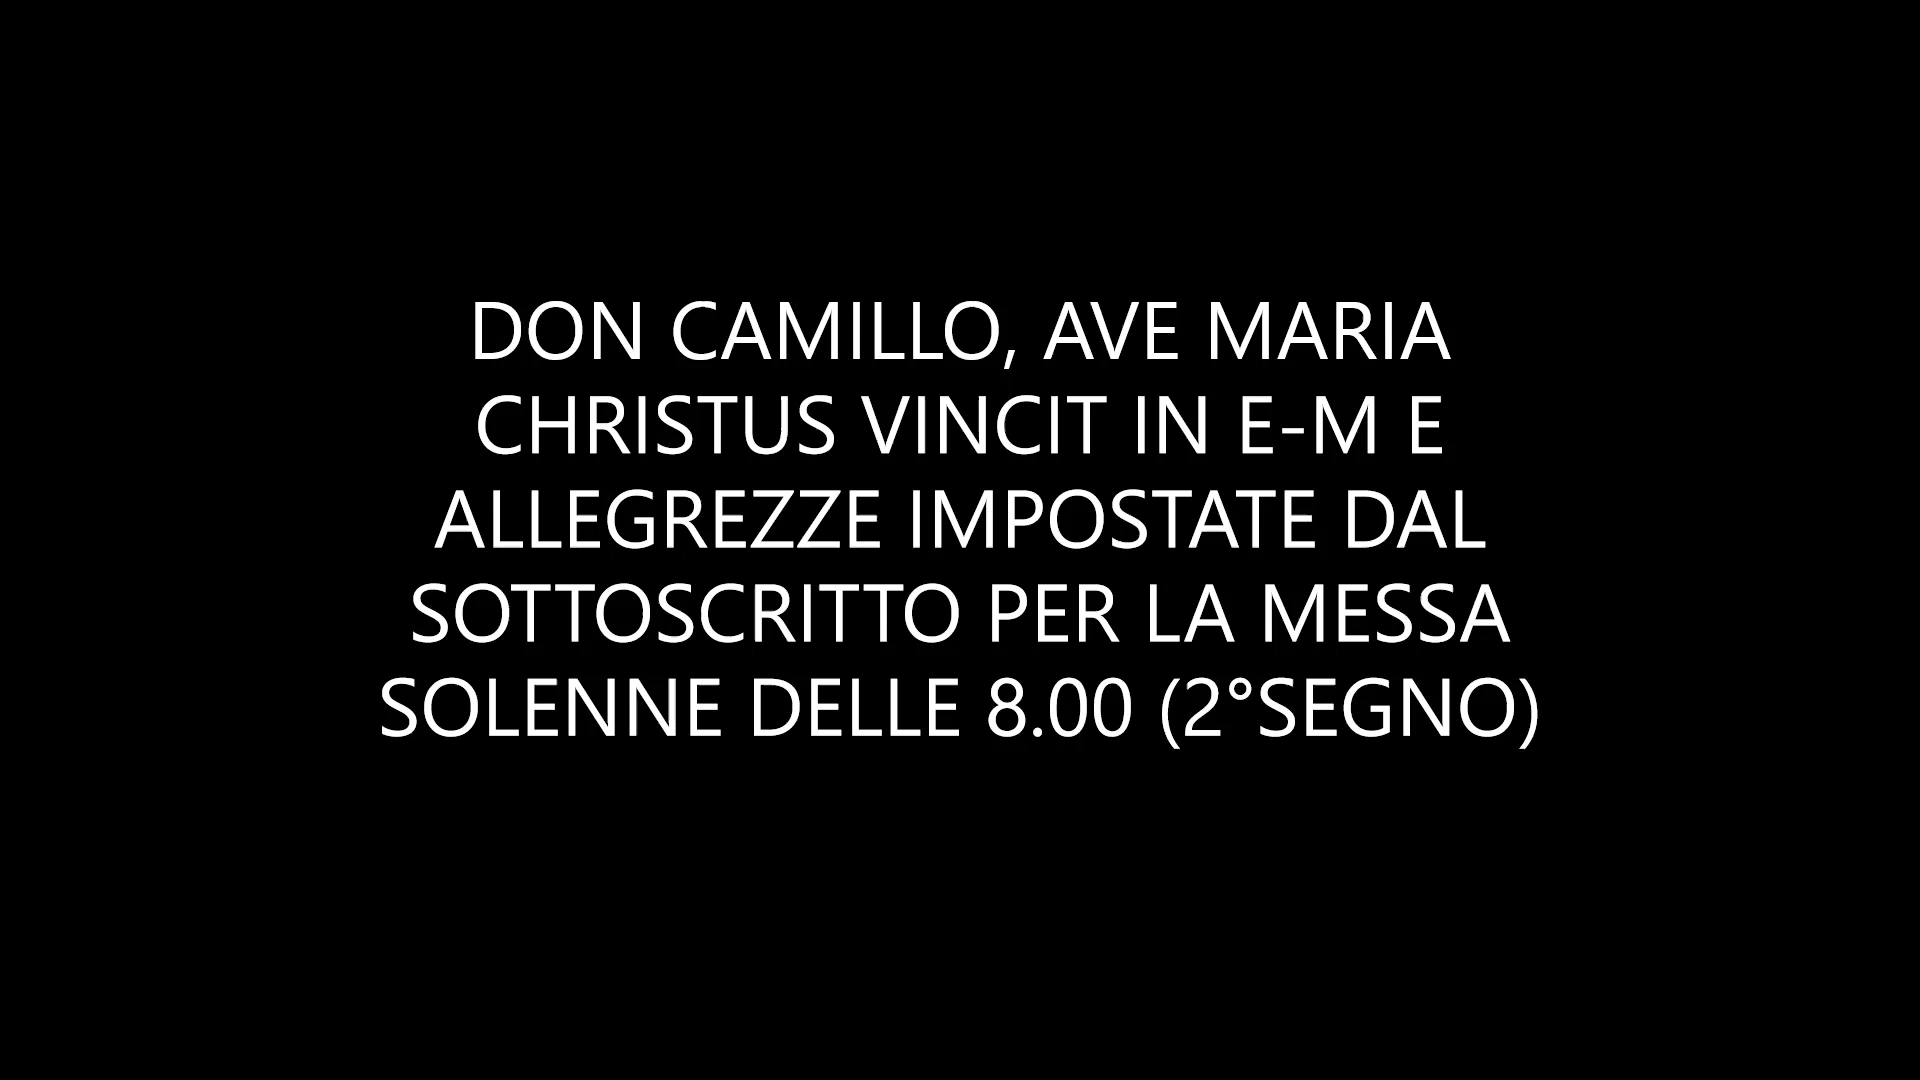 DON CAMILLO, AVE MARIA
CHRISTUS VINCIT IN E-M E
ALLEGREZZE IMPOSTATE DAL
SOTTOSCRITTO PER LA MESSA
SOLENNE DELLE 8.00 (2°SEGNO)